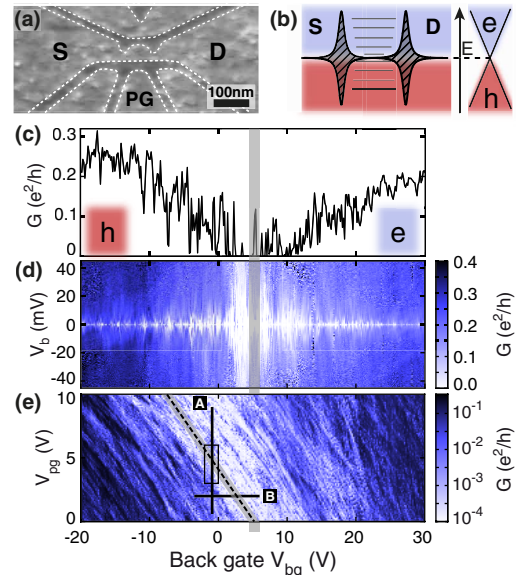 (a)
S
D
PG
100nm
(b)
S
D
E
e
h
(c)
0.3
0.2
0.1
0
G (e²/h)
h
e
(d)
40
20
0
-20
-40
V_b (mV)
0.4
0.3
0.2
0.1
0.0
G (e²/h)
(e)
10
5
0
V_pg (V)
A
B
10⁻¹
10⁻²
10⁻³
10⁻⁴
G (e²/h)
-20
-10
0
10
20
30
Back gate V_bg (V)